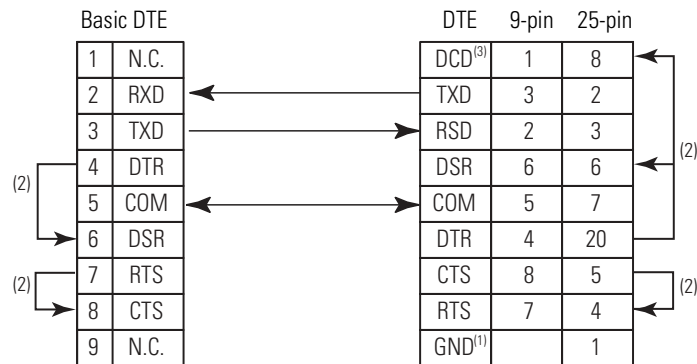 Basic DTE DTE 9-pin 25-pin
1 N.C. DCD(3) 1 8
2 RXD TXD 3 2
3 TXD RSD 2 3
4 DTR DSR 6 6
(2) (2)
5 COM COM 5 7
6 DSR DTR 4 20
7 RTS CTS 8 5
(2) (2)
8 CTS RTS 7 4
9 N.C. GND(1) 1